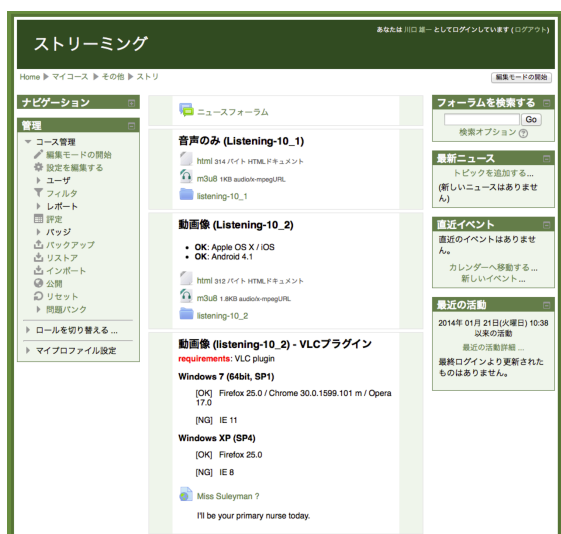 あなたは 川口 雄一 としてログインしています (ログアウト)
ストリーミング
Home ▶ マイコース ▶ その他 ▶ ストリ
編集モードの開始
ナビゲーション
管理
コース管理
編集モードの開始
設定を編集する
ユーザ
フィルタ
レポート
評定
バッジ
バックアップ
リストア
インポート
公開
リセット
問題バンク
ロールを切り替える ...
マイプロファイル設定
ニュースフォーラム
音声のみ (Listening-10_1)
html 314 バイト HTMLドキュメント
m3u8 1KB audio/x-mpegURL
listening-10_1
動画像 (Listening-10_2)
• OK: Apple OS X / iOS
• OK: Android 4.1
html 312 バイト HTMLドキュメント
m3u8 1.8KB audio/x-mpegURL
listening-10_2
動画像 (listening-10_2) - VLCプラグイン
requirements: VLC plugin
Windows 7 (64bit, SP1)
[OK] Firefox 25.0 / Chrome 30.0.1599.101 m / Opera
17.0
[NG] IE 11
Windows XP (SP4)
[OK] Firefox 25.0
[NG] IE 8
Miss Suleyman ?
I'll be your primary nurse today.
フォーラムを検索する
Go
検索オプション ?
最新ニュース
トピックを追加する...
(新しいニュースはありませ
ん)
直近イベント
直近のイベントはありませ
ん。
カレンダーへ移動する ...
新しいイベント ...
最近の活動
2014年 01月 21日(火曜日) 10:38
以来の活動
最近の活動詳細 ...
最終ログインより更新された
ものはありません。